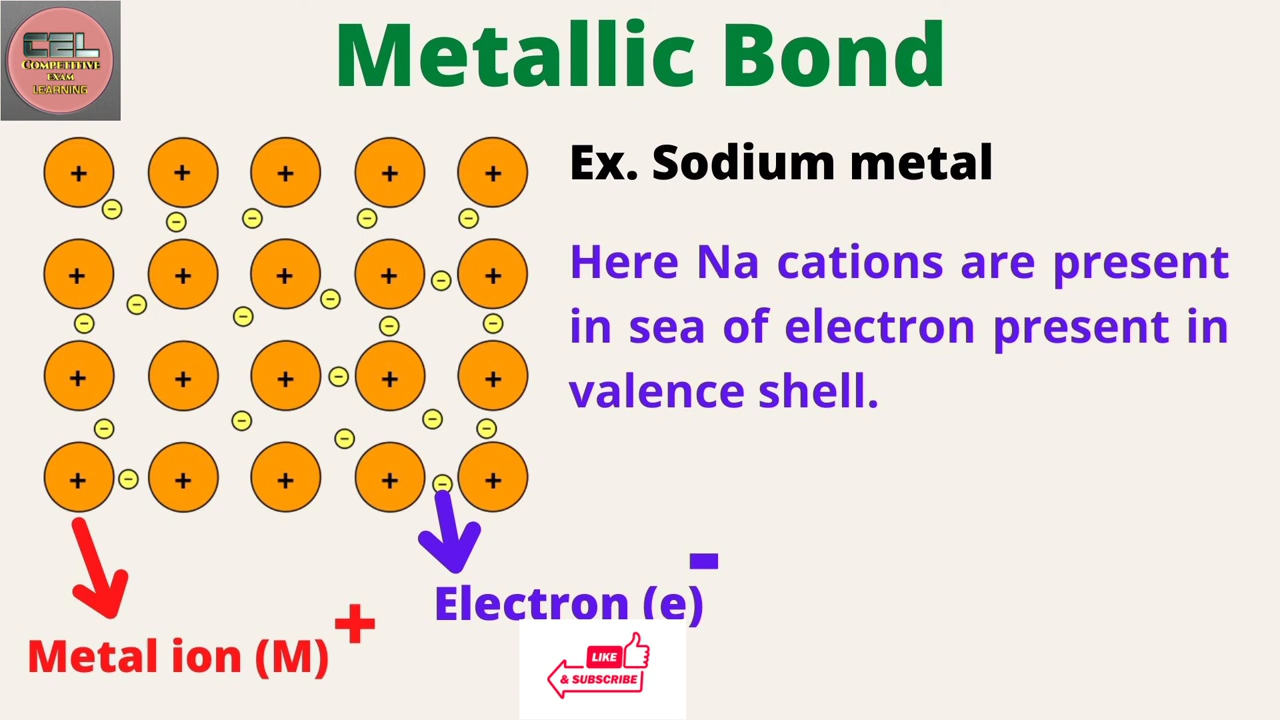 CEL
COMPETITIVE
EXAM
LEARNING
Metallic Bond
Ex. Sodium metal
Here Na cations are present
in sea of electron present in
valence shell.
+ + + + +
− − − − −
+ + + + +
− − − − − − −
+ + + + +
− − − − − −
+ + + + +
− −
Electron (e)-
Metal ion (M)+
LIKE
& SUBSCRIBE